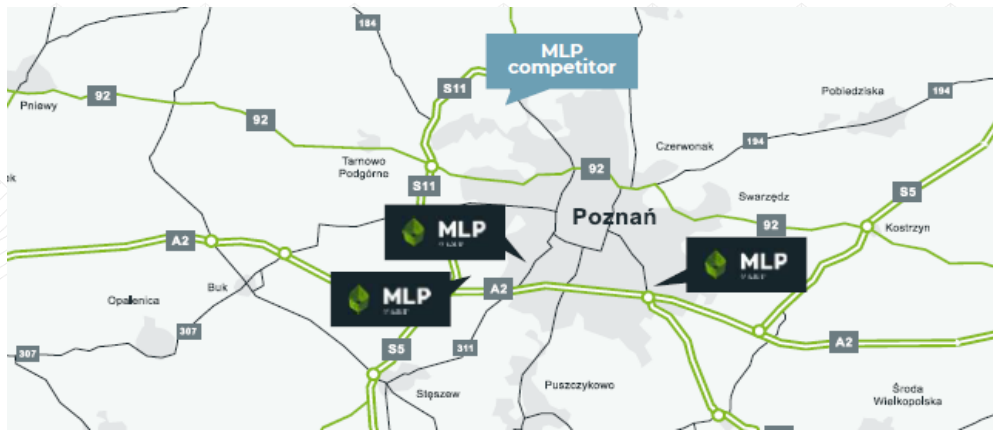 184
MLP
competitor
S11
194
Pobiedziska
92
Pniewy
92
194
Czerwonak
Tarnowo
Podgórne
92
S11
S5
Swarzędz
Poznań
92
Kostrzyn
MLP
A2
MLP
MLP
A2
Buk
Opalenica
307
A2
S5
311
307
Puszczykowo
Stęszew
Środa
Wielkopolska